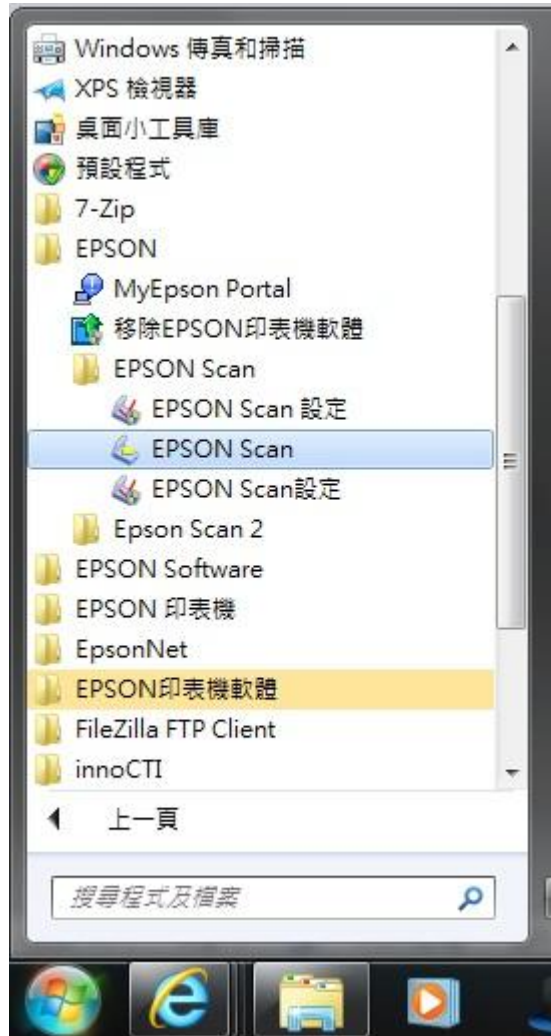 Windows 傳真和掃描
XPS 檢視器
桌面小工具庫
預設程式
7-Zip
EPSON
MyEpson Portal
移除EPSON印表機軟體
EPSON Scan
EPSON Scan 設定
EPSON Scan
EPSON Scan設定
Epson Scan 2
EPSON Software
EPSON 印表機
EpsonNet
EPSON印表機軟體
FileZilla FTP Client
innoCTI
上一頁
搜尋程式及檔案